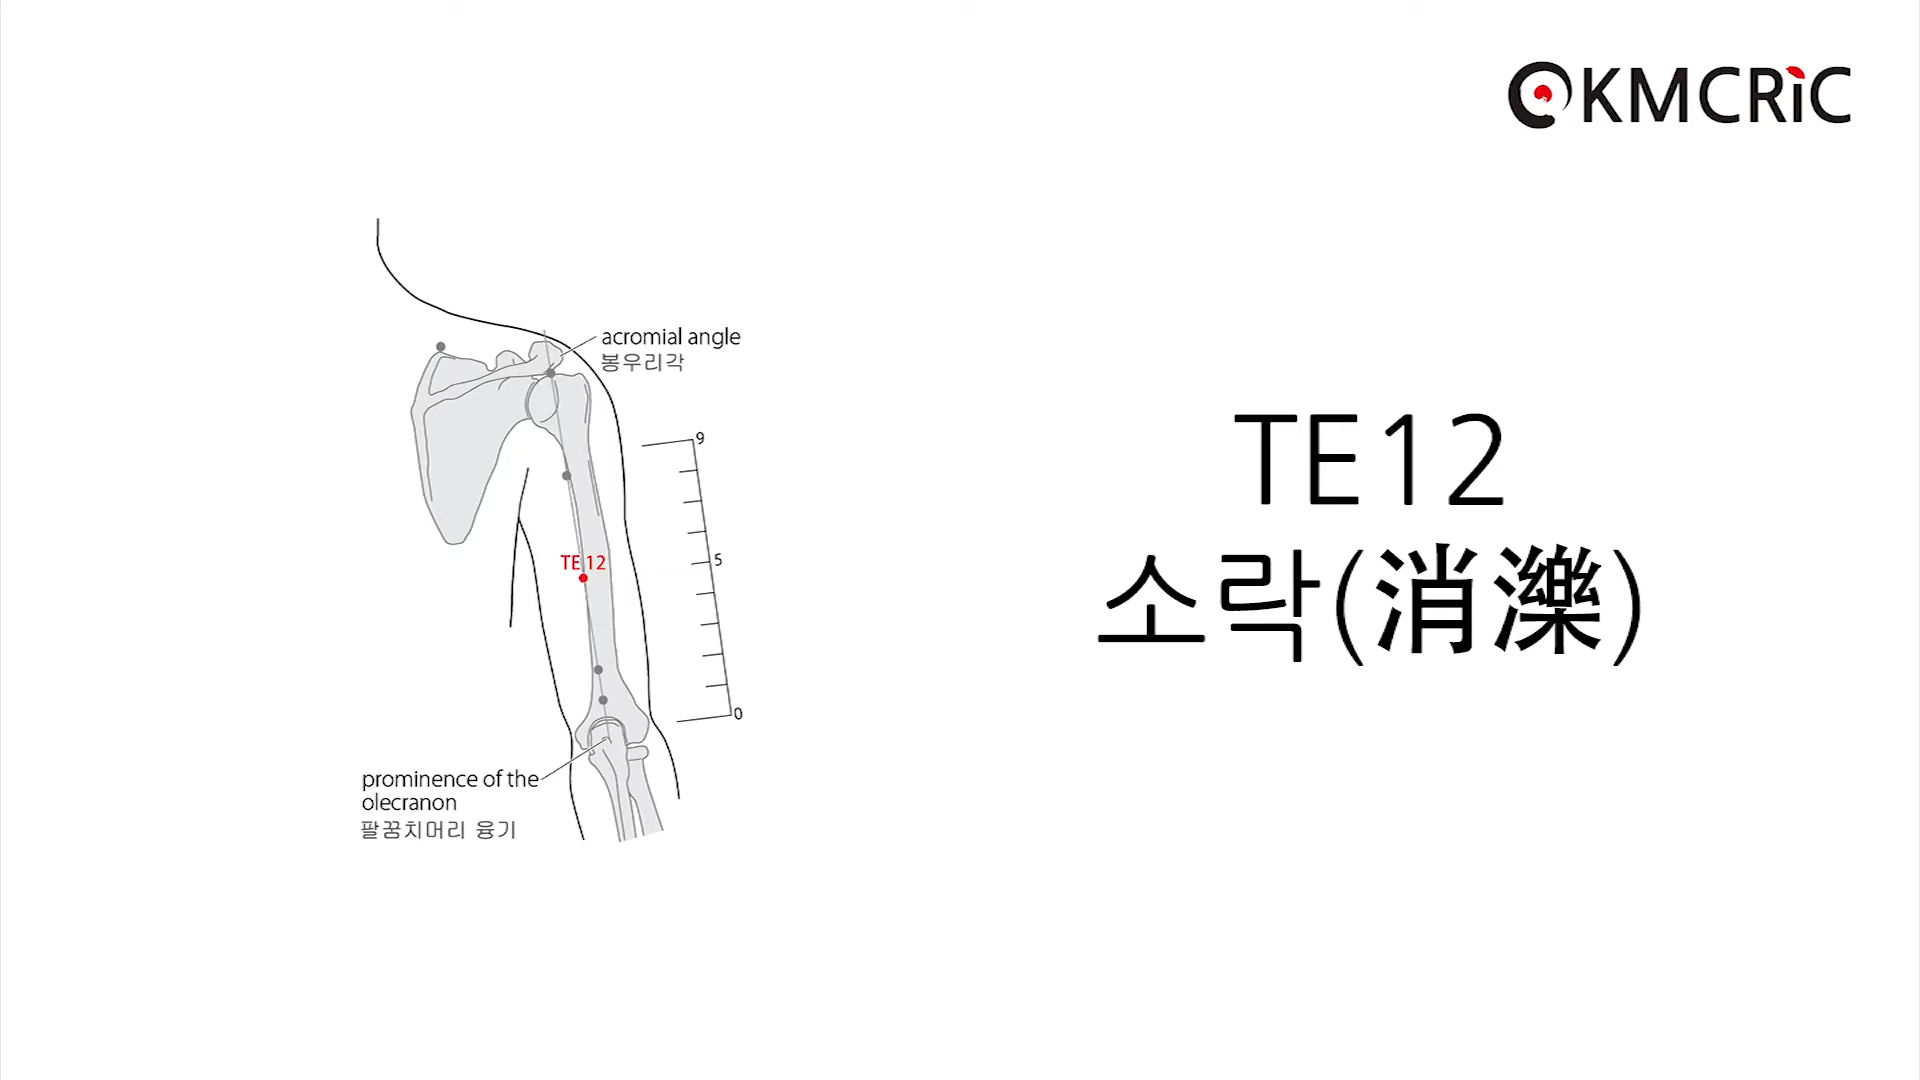 KMCRiC
acromial angle
봉우리각
9
TE 12
5
0
prominence of the
olecranon
팔꿈치머리 융기
TE12
소락(消濼)